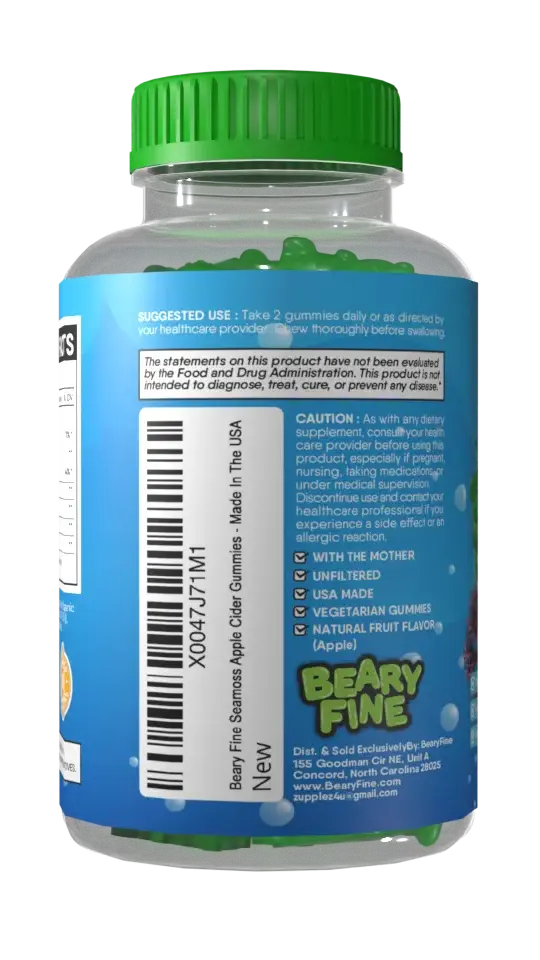 SUGGESTED USE : Take 2 gummies daily or as directed by
your healthcare provider. Chew thoroughly before swallowing.
The statements on this product have not been evaluated
by the Food and Drug Administration. This product is not
intended to diagnose, treat, cure, or prevent any disease.*
X0047J71M1
Beary Fine Seamoss Apple Cider Gummies - Made In The USA
New
CAUTION : As with any dietary
supplement, consult your health
care provider before using this
product, especially if pregnant,
nursing, taking medications, or
under medical supervision.
Discontinue use and contact your
healthcare professional if you
experience a side effect or an
allergic reaction.
WITH THE MOTHER
UNFILTERED
USA MADE
VEGETARIAN GUMMIES
NATURAL FRUIT FLAVOR
(Apple)
BEARY
FINE
Dist. & Sold ExclusivelyBy: BearyFine
155 Goodman Cir NE, Unit A
Concord, North Carolina 28025
www.BearyFine.com
zupplez4u@gmail.com